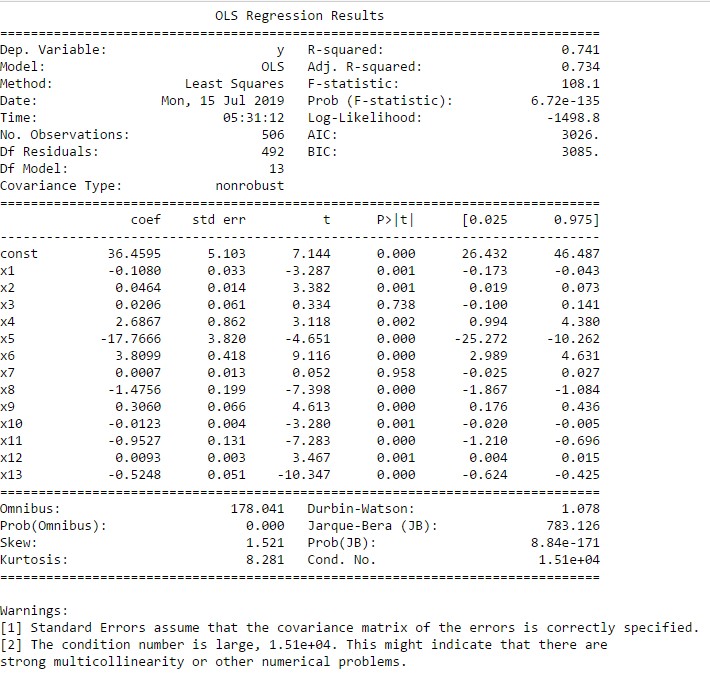 OLS Regression Results
==============================================================================
Dep. Variable: y R-squared: 0.741
Model: OLS Adj. R-squared: 0.734
Method: Least Squares F-statistic: 108.1
Date: Mon, 15 Jul 2019 Prob (F-statistic): 6.72e-135
Time: 05:31:12 Log-Likelihood: -1498.8
No. Observations: 506 AIC: 3026.
Df Residuals: 492 BIC: 3085.
Df Model: 13
Covariance Type: nonrobust
==============================================================================
coef std err t P>|t| [0.025 0.975]
------------------------------------------------------------------------------
const 36.4595 5.103 7.144 0.000 26.432 46.487
x1 -0.1080 0.033 -3.287 0.001 -0.173 -0.043
x2 0.0464 0.014 3.382 0.001 0.019 0.073
x3 0.0206 0.061 0.334 0.738 -0.100 0.141
x4 2.6867 0.862 3.118 0.002 0.994 4.380
x5 -17.7666 3.820 -4.651 0.000 -25.272 -10.262
x6 3.8099 0.418 9.116 0.000 2.989 4.631
x7 0.0007 0.013 0.052 0.958 -0.025 0.027
x8 -1.4756 0.199 -7.398 0.000 -1.867 -1.084
x9 0.3060 0.066 4.613 0.000 0.176 0.436
x10 -0.0123 0.004 -3.280 0.001 -0.020 -0.005
x11 -0.9527 0.131 -7.283 0.000 -1.210 -0.696
x12 0.0093 0.003 3.467 0.001 0.004 0.015
x13 -0.5248 0.051 -10.347 0.000 -0.624 -0.425
==============================================================================
Omnibus: 178.041 Durbin-Watson: 1.078
Prob(Omnibus): 0.000 Jarque-Bera (JB): 783.126
Skew: 1.521 Prob(JB): 8.84e-171
Kurtosis: 8.281 Cond. No. 1.51e+04
==============================================================================
Warnings:
[1] Standard Errors assume that the covariance matrix of the errors is correctly specified.
[2] The condition number is large, 1.51e+04. This might indicate that there are
strong multicollinearity or other numerical problems.